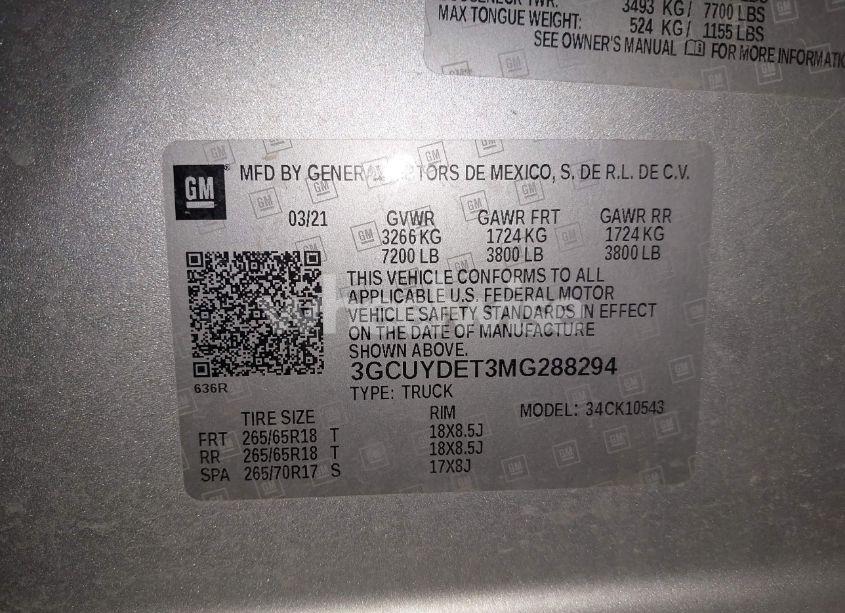 3493 KG/ 7700 LBS
MAX TONGUE WEIGHT: 524 KG/ 1155 LBS
SEE OWNER'S MANUAL FOR MORE INFORMATIO
GM MFD BY GENERAL MOTORS DE MEXICO, S. DE R.L. DE C.V.
03/21 GVWR GAWR FRT GAWR RR
3266 KG 1724 KG 1724 KG
7200 LB 3800 LB 3800 LB
THIS VEHICLE CONFORMS TO ALL
APPLICABLE U.S. FEDERAL MOTOR
VEHICLE SAFETY STANDARDS IN EFFECT
ON THE DATE OF MANUFACTURE
SHOWN ABOVE.
3GCUYDET3MG288294
636R
TYPE: TRUCK
TIRE SIZE RIM MODEL: 34CK10543
FRT 265/65R18 T 18X8.5J
RR 265/65R18 T 18X8.5J
SPA 265/70R17 S 17X8J